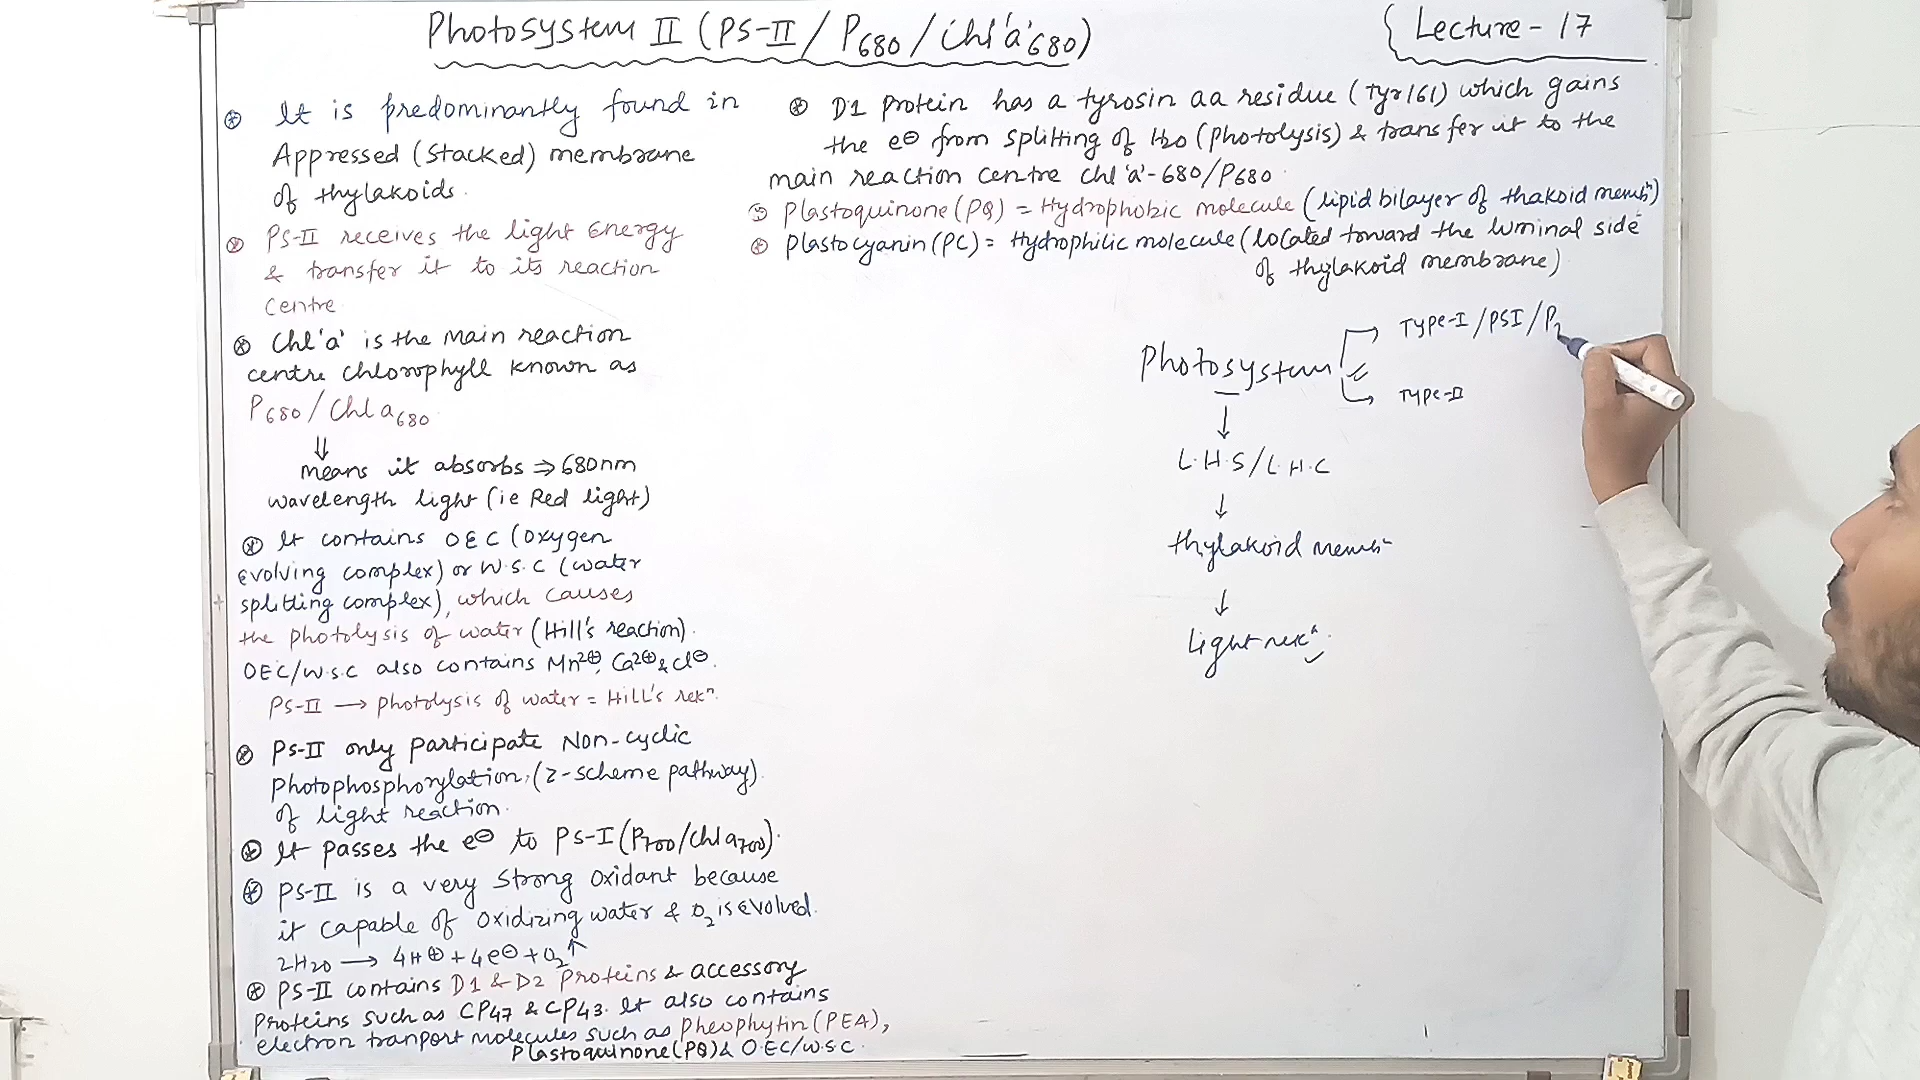 Photosystem II (PS-II / P680 / Chl'a'680)
Lecture - 17
It is predominantly found in
Appressed (stacked) membrane
of thylakoids.
PS-II receives the light Energy
& transfer it to its reaction
centre.
Chl'a' is the main reaction
centre chlorophyll known as
P680/Chl a680
⇓
means it absorbs ⇒ 680nm
wavelength light (ie Red light)
It contains OEC (Oxygen
evolving complex) or W.S.C (water
splitting complex), which causes
the photolysis of water (Hill's reaction).
OEC/W.S.C also contains Mn2⊕, Ca2⊕ & Cl⊖.
PS-II → photolysis of water = Hill's rexn.
PS-II only participate Non-cyclic
photophosphorylation, (Z-scheme pathway)
of light reaction.
It passes the e⊖ to PS-I (P700/Chl a700).
PS-II is a very strong oxidant because
it capable of oxidizing water & O2 is evolved.
2H2O → 4H⊕ + 4e⊖ + O2↑
PS-II contains D1 & D2 Proteins & accessory
proteins such as CP47 & CP43. It also contains
electron tranport molecules such as Pheophytin (PEA),
Plastoquinone (PQ) & O.E.C/W.S.C.
D1 protein has a tyrosin aa residue (Tyr161) which gains
the e⊖ from splitting of H2O (Photolysis) & transfer it to the
main reaction centre chl 'a'-680/P680.
Plastoquinone (PQ) = Hydrophobic molecule (lipid bilayer of thakoid membn)
plastocyanin (PC) = Hydrophilic molecule (located toward the luminal side
of thylakoid membrane)
Photosystem
Type-I / PSI / P7
Type-II
↓
L.H.S/L.H.C
↓
thylakoid membn
↓
Light rexn.